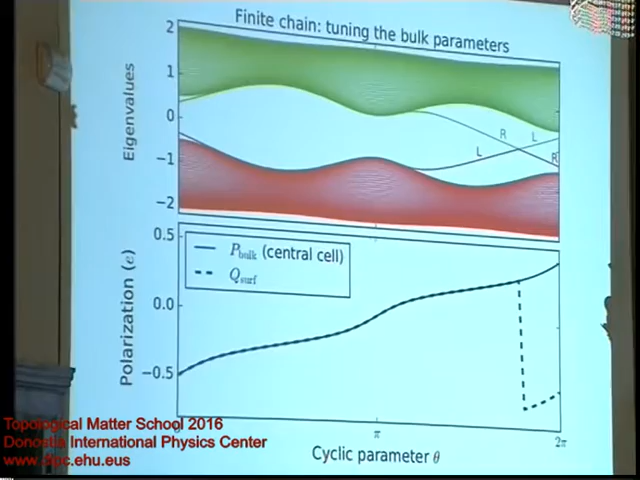 Finite chain: tuning the bulk parameters
Eigenvalues
2
1
0
−1
−2
R
L
L
R
Polarization (e)
0.5
0.0
−0.5
P_bulk (central cell)
Q_surf
π
2π
Cyclic parameter θ
Topological Matter School 2016
Donostia International Physics Center
www.dipc.ehu.eus